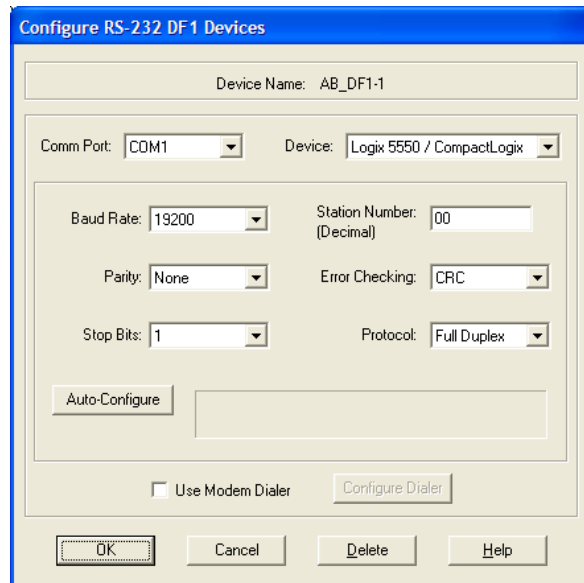 Configure RS-232 DF1 Devices
Device Name: AB_DF1-1
Comm Port: COM1 Device: Logix 5550 / CompactLogix
Baud Rate: 19200 Station Number: 00
(Decimal)
Parity: None Error Checking: CRC
Stop Bits: 1 Protocol: Full Duplex
Auto-Configure
Use Modem Dialer Configure Dialer
OK Cancel Delete Help